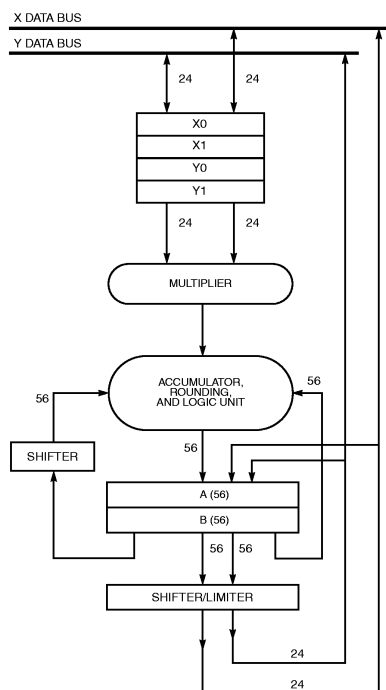 X DATA BUS
Y DATA BUS
24
24
X0
X1
Y0
Y1
24
24
MULTIPLIER
56
56
ACCUMULATOR,
ROUNDING,
AND LOGIC UNIT
56
SHIFTER
A (56)
B (56)
56
56
SHIFTER/LIMITER
24
24